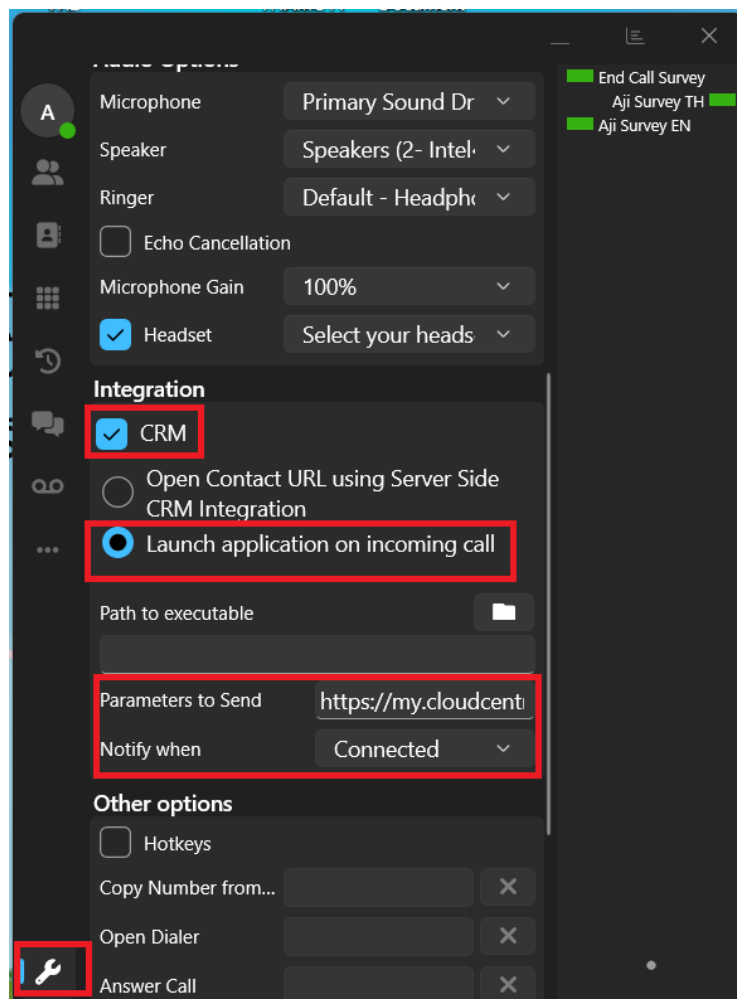 Audio Options
End Call Survey
Aji Survey TH
Aji Survey EN
A
Microphone
Primary Sound Dr
Speaker
Speakers (2- Intel
Ringer
Default - Headph
Echo Cancellation
Microphone Gain
100%
Headset
Select your heads
Integration
CRM
Open Contact URL using Server Side
CRM Integration
Launch application on incoming call
Path to executable
Parameters to Send
https://my.cloudcent
Notify when
Connected
Other options
Hotkeys
Copy Number from...
Open Dialer
Answer Call